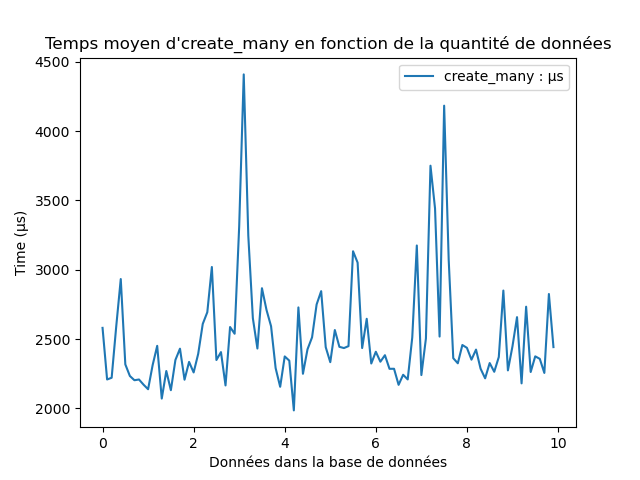 Temps moyen d'create_many en fonction de la quantité de données
create_many : µs
4500
4000
3500
3000
2500
2000
Time (µs)
0 2 4 6 8 10
Données dans la base de données